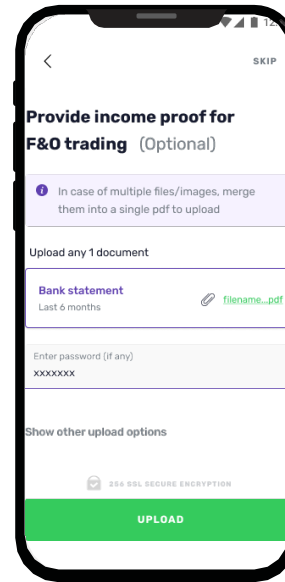 12
SKIP
Provide income proof for
F&O trading (Optional)
i
In case of multiple files/images, merge
them into a single pdf to upload
Upload any 1 document
Bank statement
Last 6 months
filename...pdf
Enter password (if any)
xxxxxxx
Show other upload options
256 SSL SECURE ENCRYPTION
UPLOAD